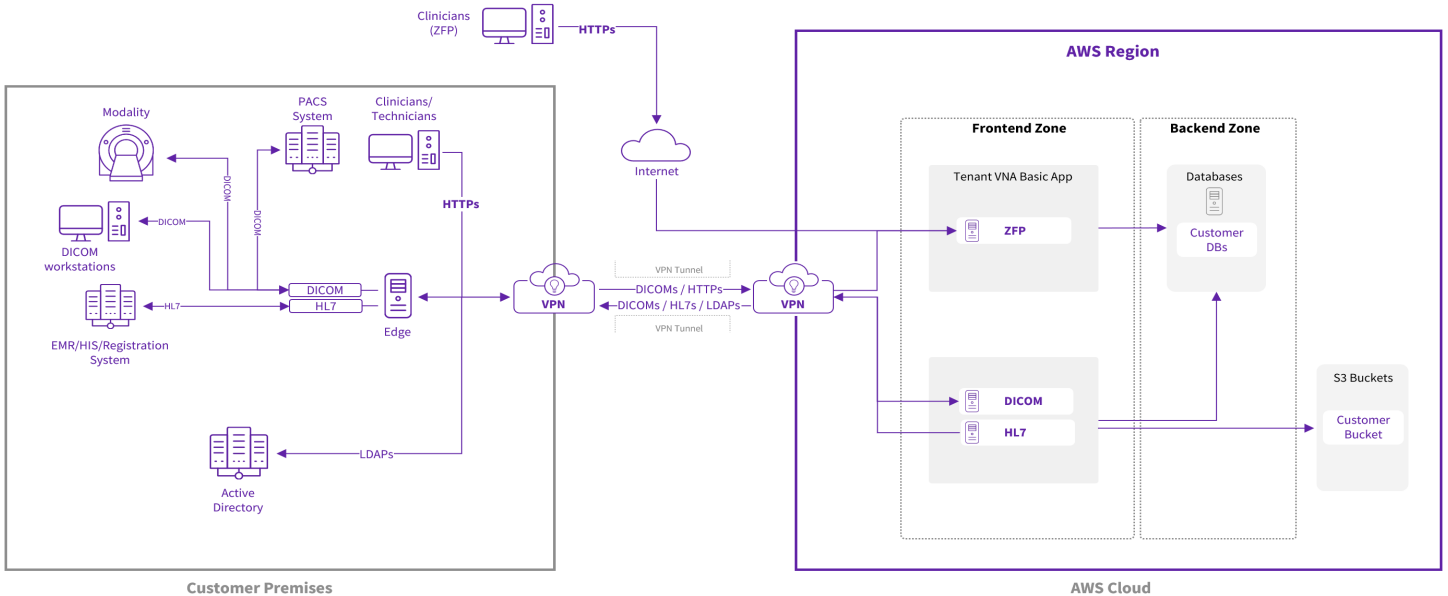 Clinicians
(ZFP)
HTTPs
AWS Region
Modality
PACS
System
Clinicians/
Technicians
Frontend Zone
Backend Zone
Internet
Tenant VNA Basic App
Databases
DICOM
DICOM
HTTPs
DICOM
ZFP
Customer
DBs
DICOM
workstations
VPN Tunnel
DICOM
DICOMs / HTTPs
HL7
HL7
VPN
DICOMs / HL7s / LDAPs
VPN
Edge
VPN Tunnel
EMR/HIS/Registration
System
S3 Buckets
DICOM
Customer
Bucket
HL7
LDAPs
Active
Directory
Customer Premises
AWS Cloud